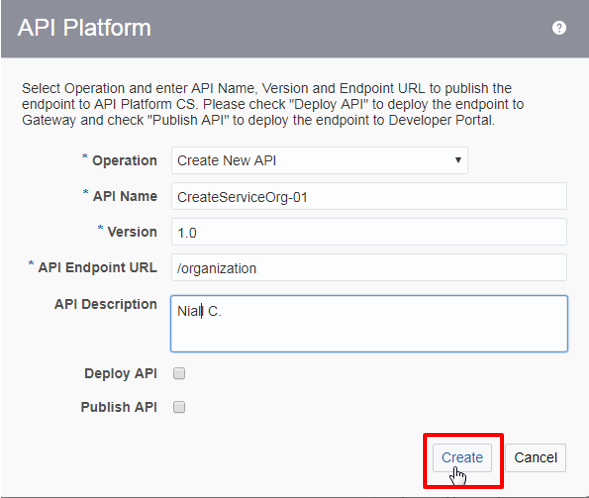 API Platform
?
Select Operation and enter API Name, Version and Endpoint URL to publish the
endpoint to API Platform CS. Please check "Deploy API" to deploy the endpoint to
Gateway and check "Publish API" to deploy the endpoint to Developer Portal.
* Operation Create New API
* API Name CreateServiceOrg-01
* Version 1.0
* API Endpoint URL /organization
API Description Niall C.
Deploy API
Publish API
Create Cancel